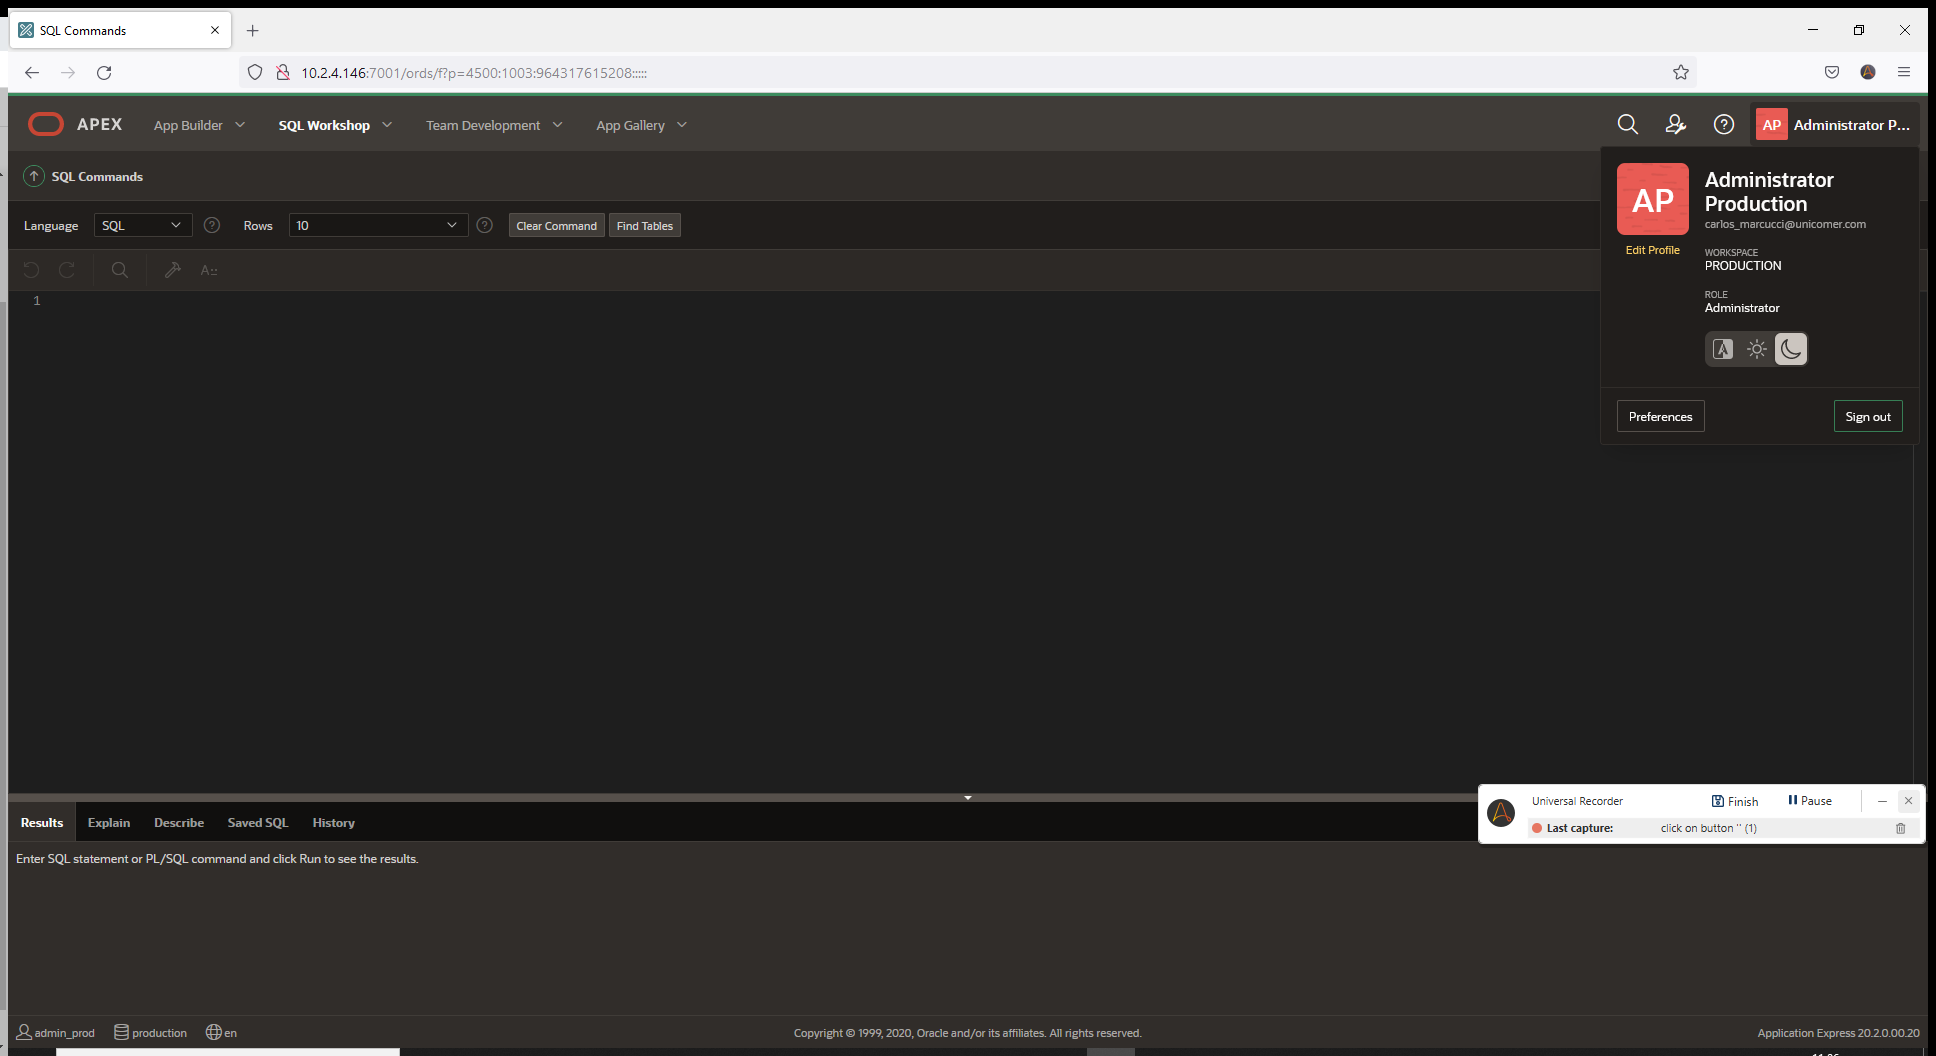 SQL Commands
10.2.4.146:7001/ords/f?p=4500:1003:964317615208:::::
APEX
App Builder
SQL Workshop
Team Development
App Gallery
AP
Administrator P...
SQL Commands
Language
SQL
Rows
10
Clear Command
Find Tables
AP
Administrator
Production
carlos_marcucci@unicomer.com
Edit Profile
WORKSPACE
PRODUCTION
ROLE
Administrator
Preferences
Sign out
1
Universal Recorder
Finish
Pause
Last capture:
click on button '' (1)
Results
Explain
Describe
Saved SQL
History
Enter SQL statement or PL/SQL command and click Run to see the results.
admin_prod
production
en
Copyright © 1999, 2020, Oracle and/or its affiliates. All rights reserved.
Application Express 20.2.0.00.20